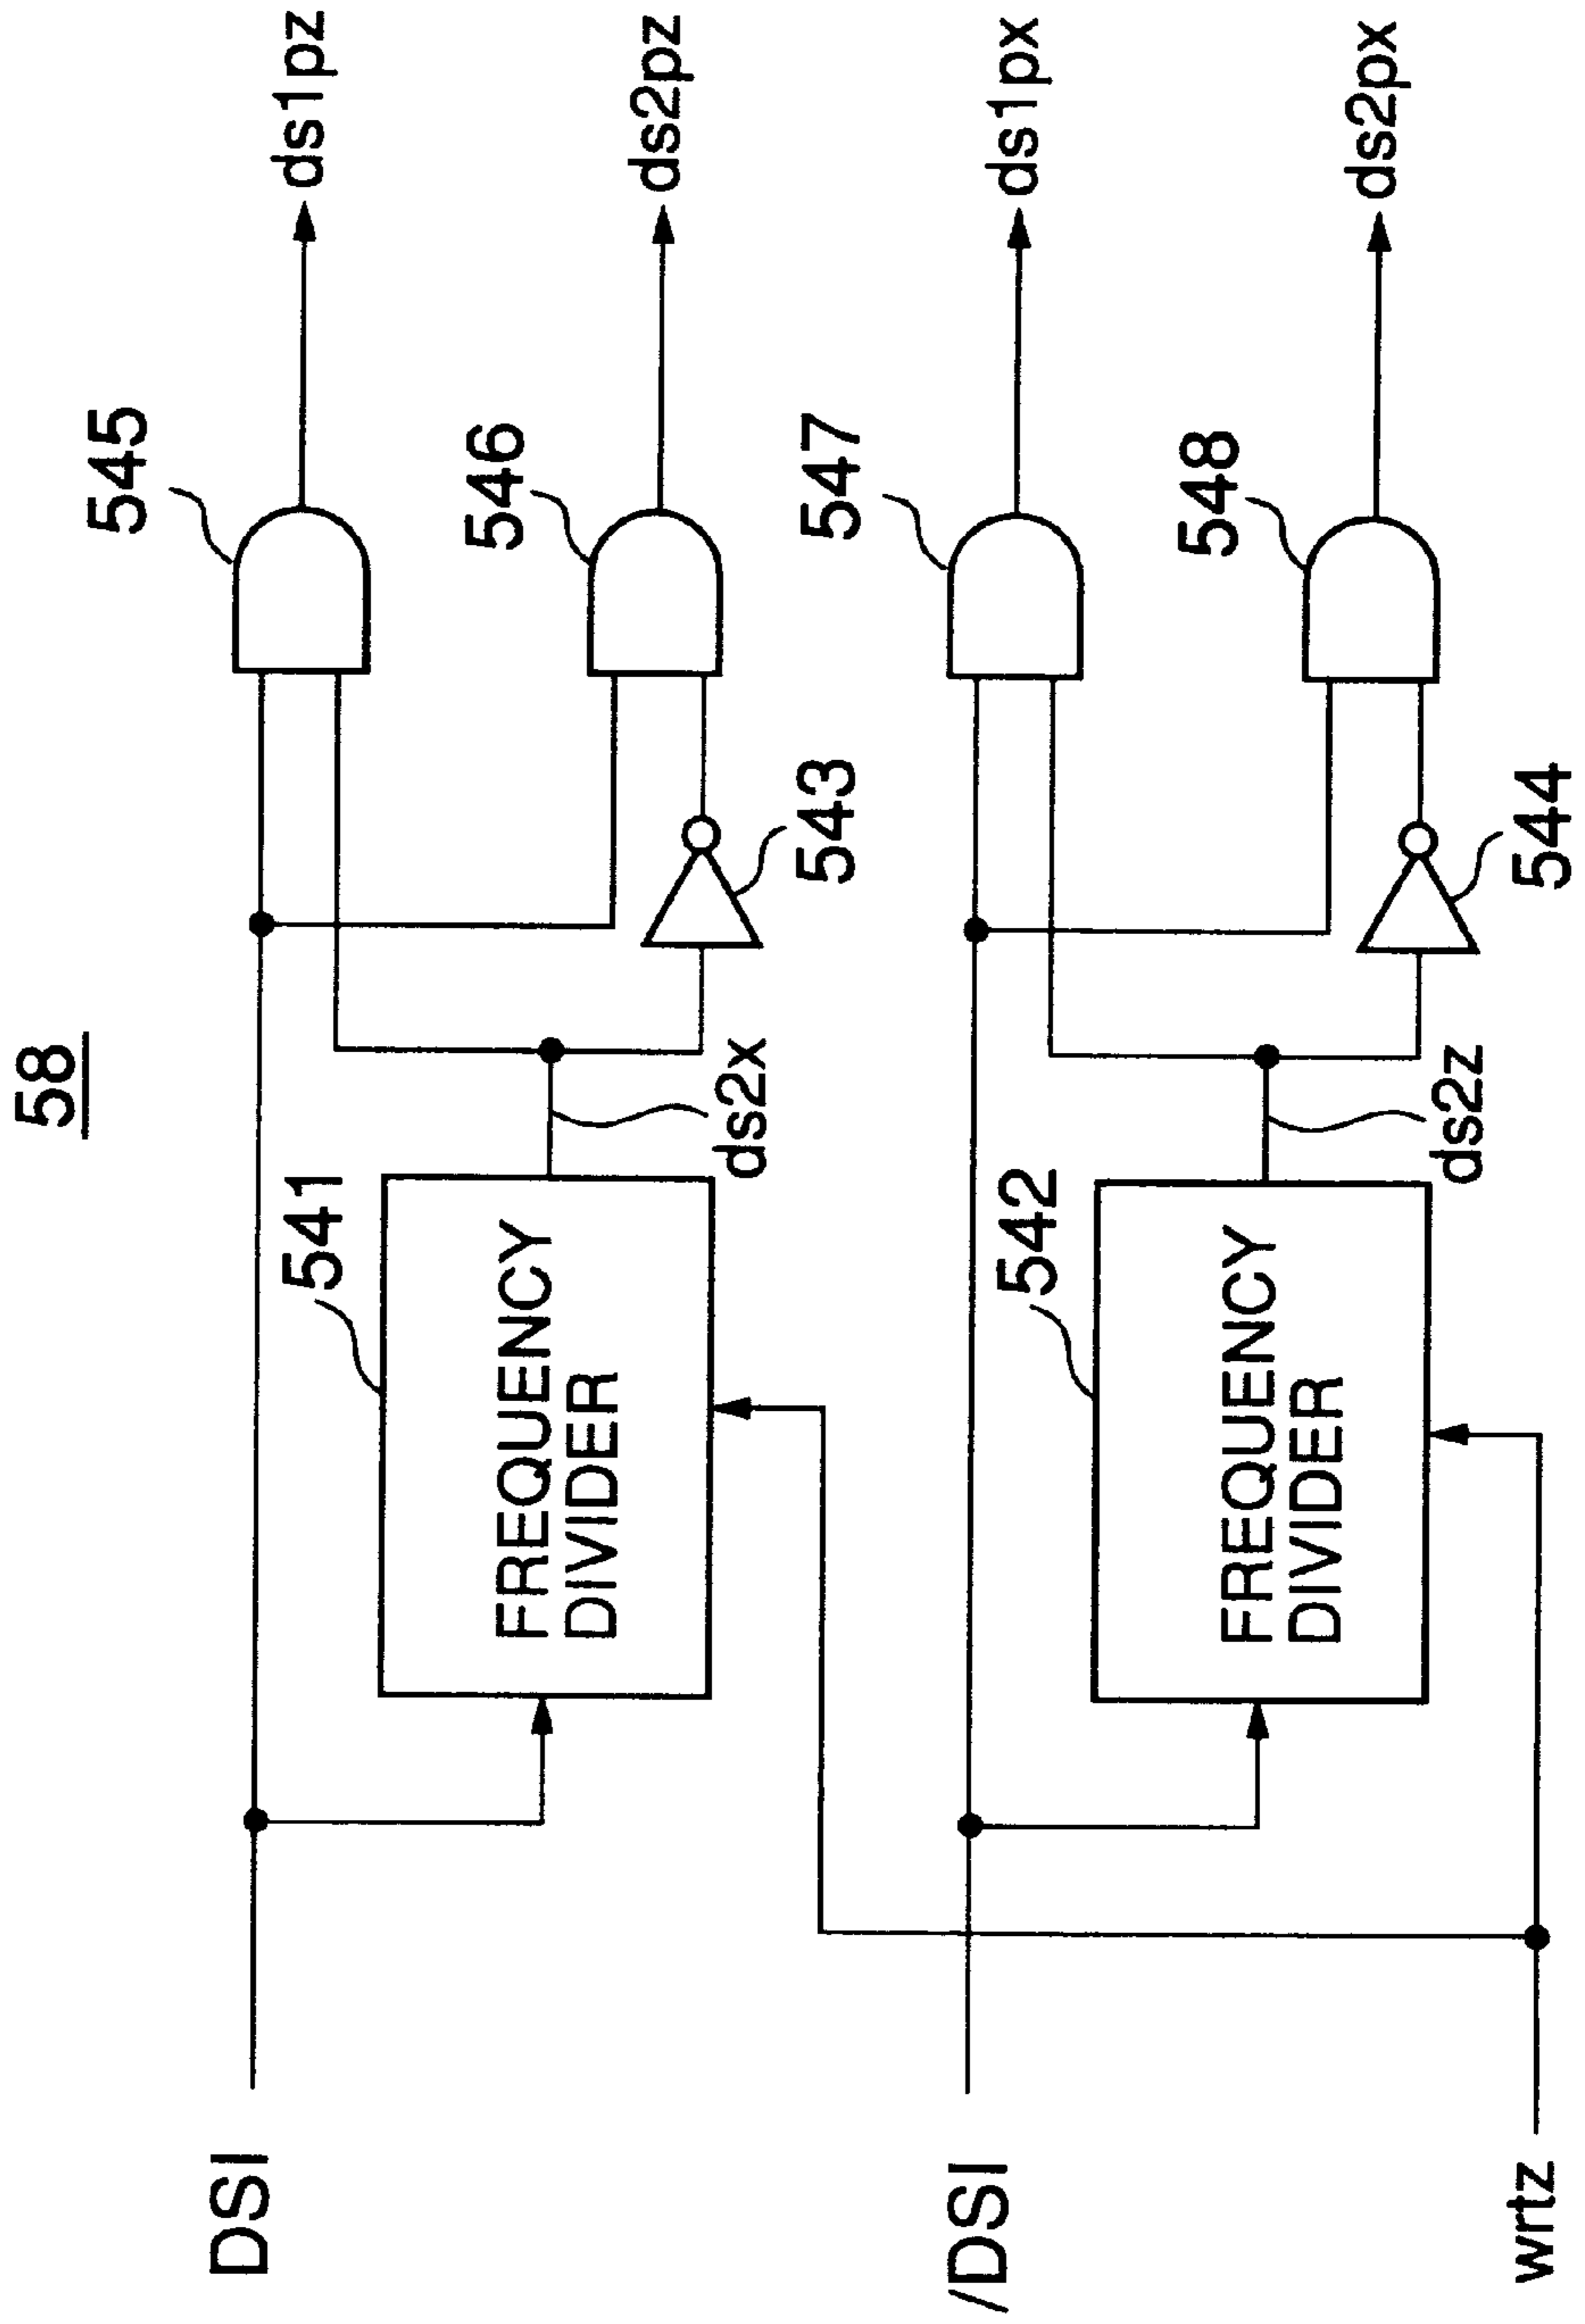 58
DSI
541
FREQUENCY
DIVIDER
ds2x
543
545
ds1pz
546
ds2pz
/DSI
542
FREQUENCY
DIVIDER
ds2z
544
547
ds1px
548
ds2px
wrtz